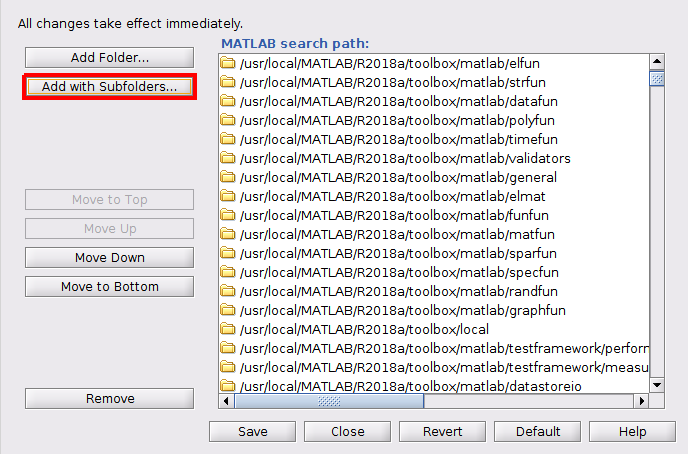 All changes take effect immediately.
MATLAB search path:
Add Folder...
Add with Subfolders...
Move to Top
Move Up
Move Down
Move to Bottom
Remove
/usr/local/MATLAB/R2018a/toolbox/matlab/elfun
/usr/local/MATLAB/R2018a/toolbox/matlab/strfun
/usr/local/MATLAB/R2018a/toolbox/matlab/datafun
/usr/local/MATLAB/R2018a/toolbox/matlab/polyfun
/usr/local/MATLAB/R2018a/toolbox/matlab/timefun
/usr/local/MATLAB/R2018a/toolbox/matlab/validators
/usr/local/MATLAB/R2018a/toolbox/matlab/general
/usr/local/MATLAB/R2018a/toolbox/matlab/elmat
/usr/local/MATLAB/R2018a/toolbox/matlab/funfun
/usr/local/MATLAB/R2018a/toolbox/matlab/matfun
/usr/local/MATLAB/R2018a/toolbox/matlab/sparfun
/usr/local/MATLAB/R2018a/toolbox/matlab/specfun
/usr/local/MATLAB/R2018a/toolbox/matlab/randfun
/usr/local/MATLAB/R2018a/toolbox/matlab/graphfun
/usr/local/MATLAB/R2018a/toolbox/local
/usr/local/MATLAB/R2018a/toolbox/matlab/testframework/perforn
/usr/local/MATLAB/R2018a/toolbox/matlab/testframework/measu
/usr/local/MATLAB/R2018a/toolbox/matlab/datastoreio
Save
Close
Revert
Default
Help